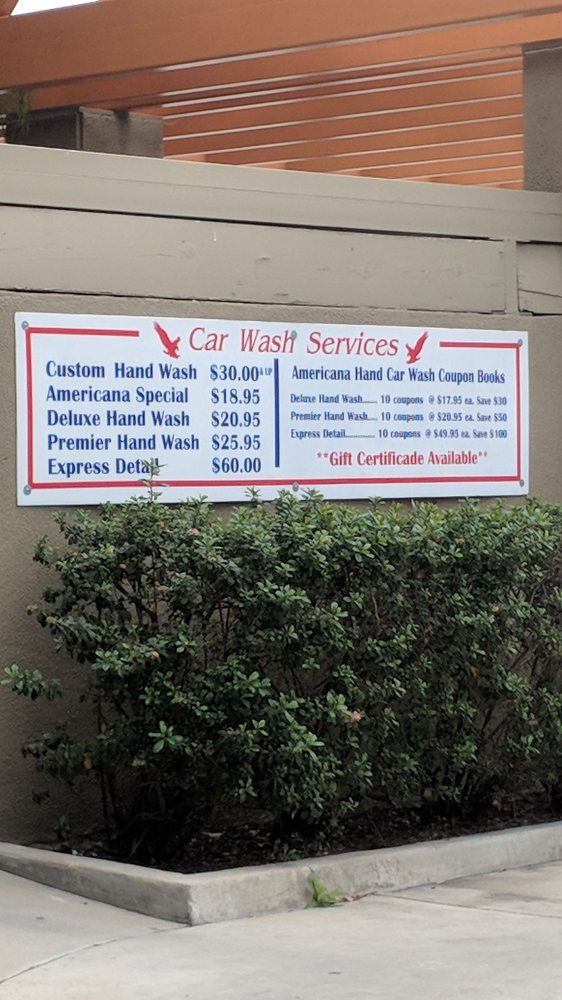 Car Wash Services
Custom Hand Wash $30.00 & UP
Americana Special $18.95
Deluxe Hand Wash $20.95
Premier Hand Wash $25.95
Express Detail $60.00
Americana Hand Car Wash Coupon Books
Deluxe Hand Wash....... 10 coupons @ $17.95 ea. Save $30
Premier Hand Wash.... 10 coupons @ $20.95 ea. Save $50
Express Detail.............. 10 coupons @ $49.95 ea. Save $100
**Gift Certificade Available**